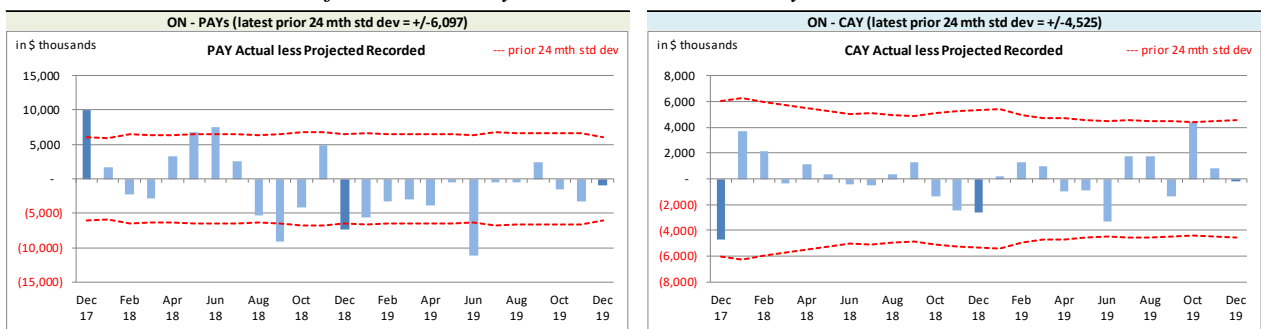 ON - PAYs (latest prior 24 mth std dev = +/-6,097)
in $ thousands
PAY Actual less Projected Recorded
--- prior 24 mth std dev
15,000
10,000
5,000
-
(5,000)
(10,000)
(15,000)
Dec Feb Apr Jun Aug Oct Dec Feb Apr Jun Aug Oct Dec
17 18 18 18 18 18 18 19 19 19 19 19 19
ON - CAY (latest prior 24 mth std dev = +/-4,525)
in $ thousands
CAY Actual less Projected Recorded
--- prior 24 mth std dev
8,000
6,000
4,000
2,000
-
(2,000)
(4,000)
(6,000)
(8,000)
Dec Feb Apr Jun Aug Oct Dec Feb Apr Jun Aug Oct Dec
17 18 18 18 18 18 18 19 19 19 19 19 19